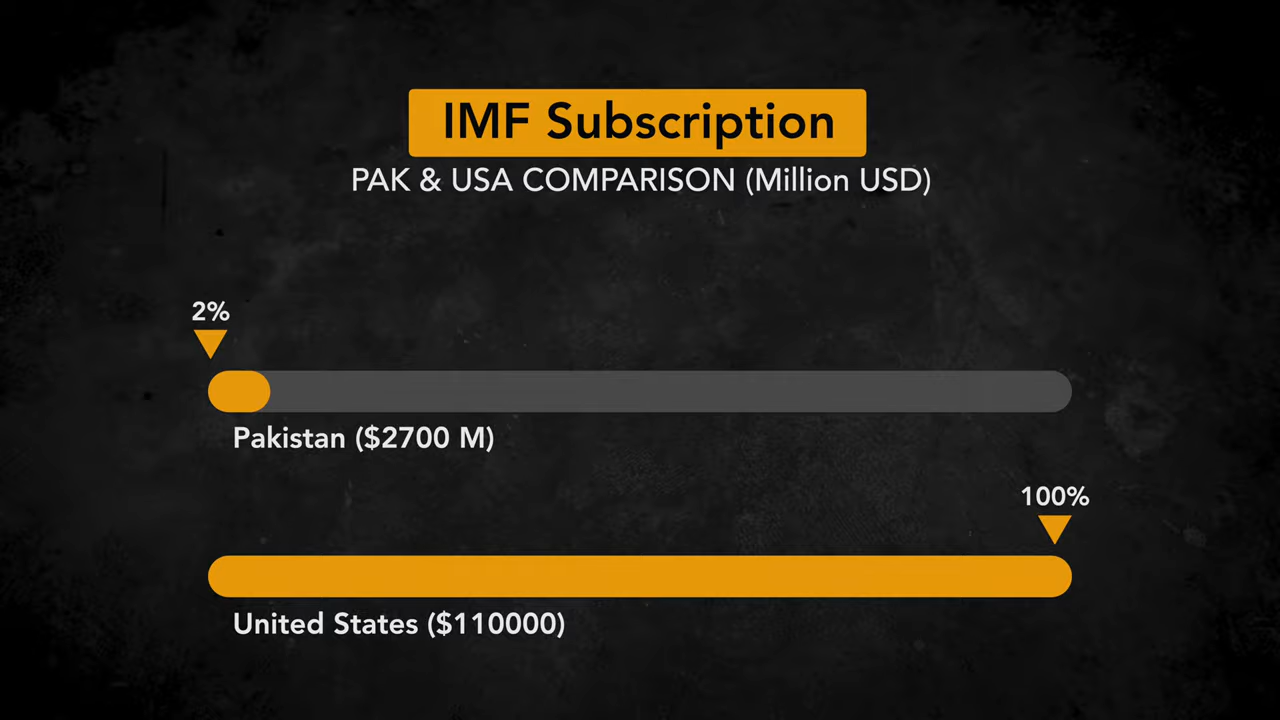 IMF Subscription
PAK & USA COMPARISON (Million USD)
2%
Pakistan ($2700 M)
100%
United States ($110000)